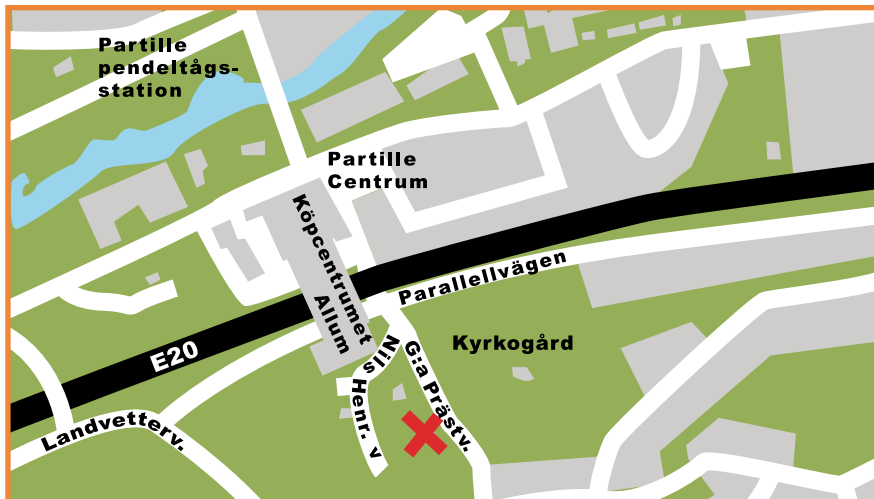 Partille
pendeltågs-
station
Partille
Centrum
Köpcentrumet
Allum
Parallellvägen
E20
Nils
Henr. v
G:a Prästv.
Kyrkogård
Landvetterv.